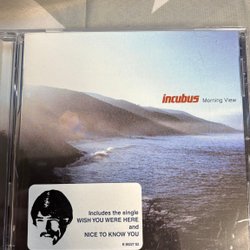 incubus Morning View
Includes the single
WISH YOU WERE HERE
and
NICE TO KNOW YOU